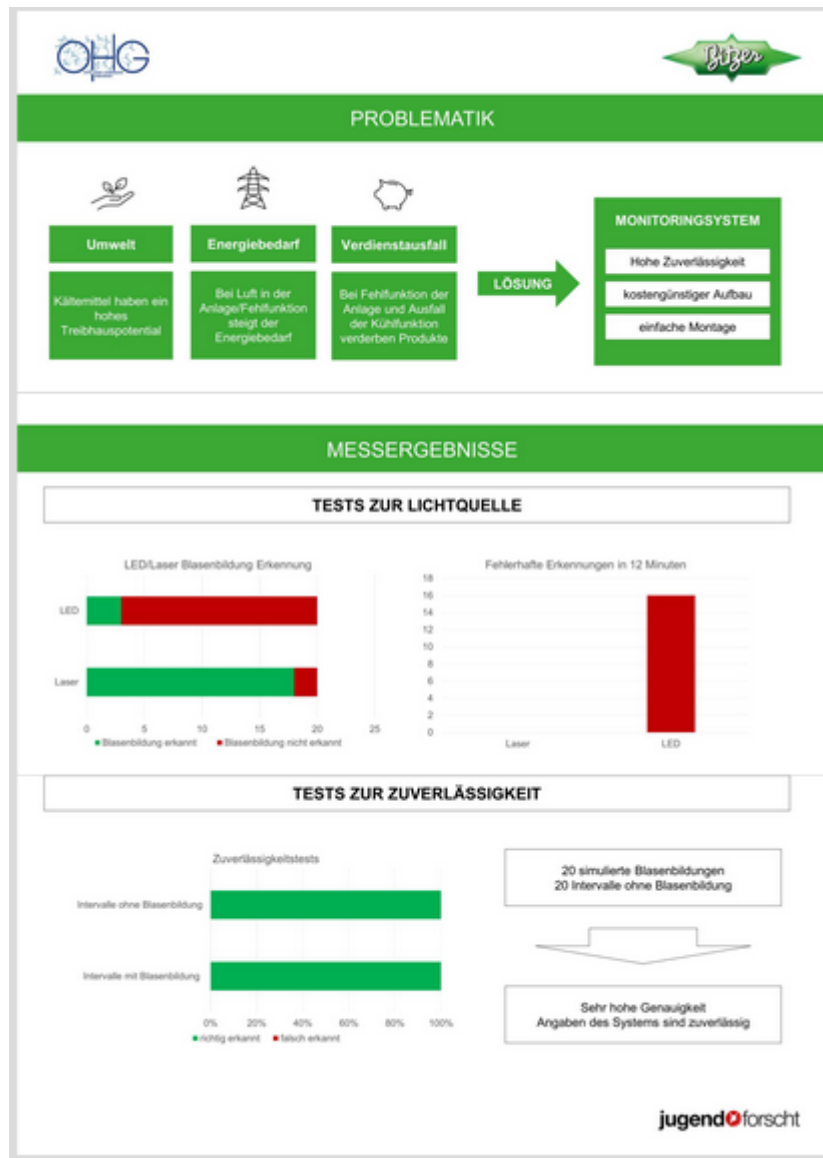 OHG
Bitzer
PROBLEMATIK
Umwelt
Energiebedarf
Verdienstausfall
Kältemittel haben ein
hohes
Treibhauspotential
Bei Luft in der
Anlage/Fehlfunktion
steigt der
Energiebedarf
Bei Fehlfunktion der
Anlage und Ausfall
der Kühlfunktion
verderben Produkte
LÖSUNG
MONITORINGSYSTEM
Hohe Zuverlässigkeit
kostengünstiger Aufbau
einfache Montage
MESSERGEBNISSE
TESTS ZUR LICHTQUELLE
LED/Laser Blasenbildung Erkennung
LED
Laser
0 5 10 15 20 25
Blasenbildung erkannt Blasenbildung nicht erkannt
Fehlerhafte Erkennungen in 12 Minuten
18
16
14
12
10
8
6
4
2
0
Laser LED
TESTS ZUR ZUVERLÄSSIGKEIT
Zuverlässigkeitstests
Intervalle ohne Blasenbildung
Intervalle mit Blasenbildung
0% 20% 40% 60% 80% 100%
richtig erkannt falsch erkannt
20 simulierte Blasenbildungen
20 Intervalle ohne Blasenbildung
Sehr hohe Genauigkeit
Angaben des Systems sind zuverlässig
jugend forscht